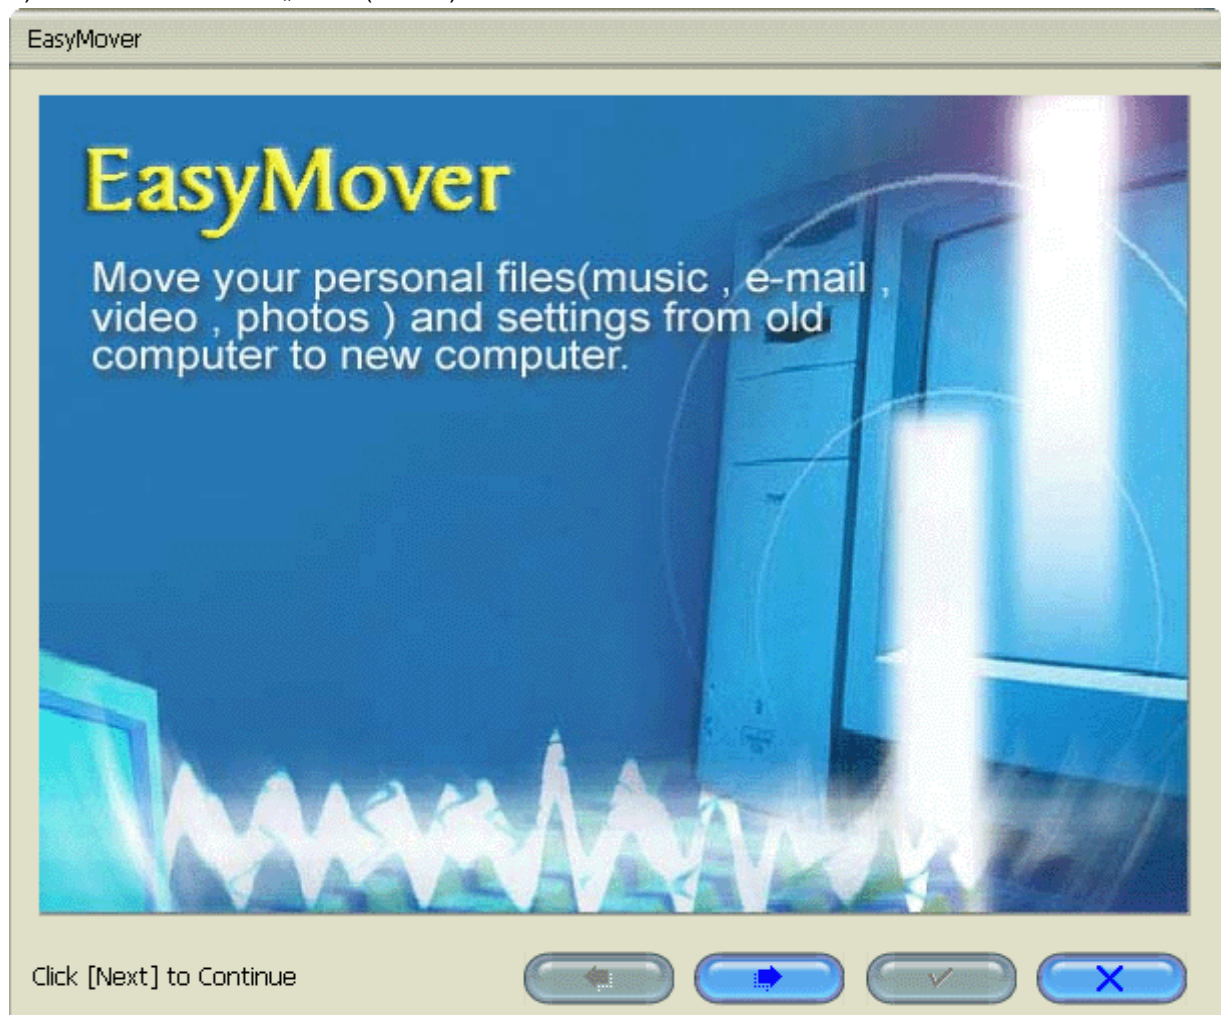 EasyMover
EasyMover
Move your personal files(music , e-mail ,
video , photos ) and settings from old
computer to new computer.
Click [Next] to Continue